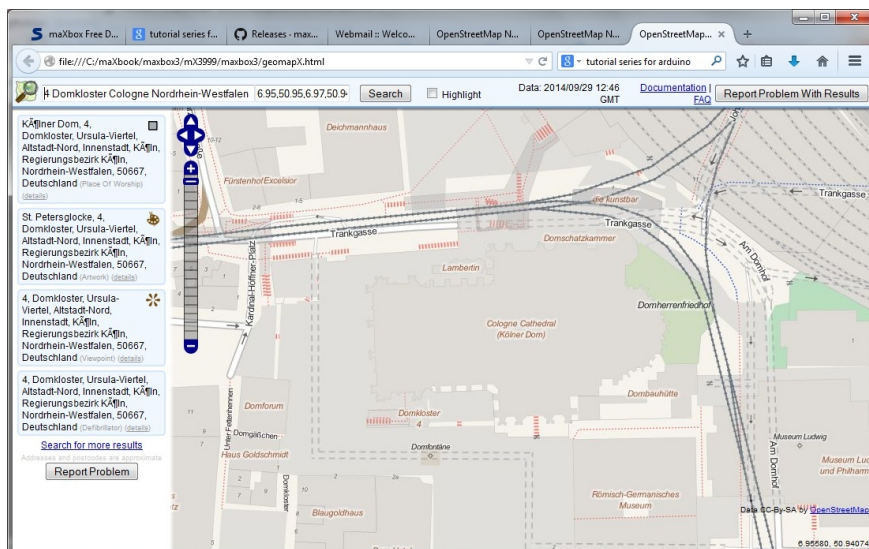 maXbox Free D...
tutorial series f...
Releases - max...
Webmail :: Welco...
OpenStreetMap N...
OpenStreetMap N...
OpenStreetMap...
file:///C:/maXbook/maxbox3/mX3999/maxbox3/geomapX.html
tutorial series for arduino
4 Domkloster Cologne Nordrhein-Westfalen
6.95,50.95,6.97,50.9
Search
Highlight
Data: 2014/09/29 12:46
GMT
Documentation |
FAQ
Report Problem With Results
KÃ¶lner Dom, 4,
Domkloster, Ursula-Viertel,
Altstadt-Nord, Innenstadt, KÃ¶ln,
Regierungsbezirk KÃ¶ln,
Nordrhein-Westfalen, 50667,
Deutschland (Place Of Worship)
(details)
St. Petersglocke, 4,
Domkloster, Ursula-Viertel,
Altstadt-Nord, Innenstadt, KÃ¶ln,
Regierungsbezirk KÃ¶ln,
Nordrhein-Westfalen, 50667,
Deutschland (Artwork) (details)
4, Domkloster, Ursula-
Viertel, Altstadt-Nord,
Innenstadt, KÃ¶ln,
Regierungsbezirk KÃ¶ln,
Nordrhein-Westfalen, 50667,
Deutschland (Viewpoint) (details)
4, Domkloster, Ursula-Viertel,
Altstadt-Nord, Innenstadt, KÃ¶ln,
Regierungsbezirk KÃ¶ln,
Nordrhein-Westfalen, 50667,
Deutschland (Defibrillator) (details)
Search for more results
Addresses and postcodes are approximate
Report Problem
Deichmannhaus
FürstenhofExcelsior
Trankgasse
Trankgasse
Trankgasse
Domschatzkammer
Lambertin
Kardinal-Höffner-Platz
Am Domhof
Domherrenfriedhof
Cologne Cathedral
(Kölner Dom)
Dombauhütte
Domforum
Domkloster
4
Unter Fettenhennen
Domgäßchen
Domfontäne
Haus Goldschmidt
Museum Ludwig
Am Domhof
Domkloster
Römisch-Germanisches
Museum
Blaugoldhaus
Data CC-By-SA by OpenStreetMap
6.95580, 50.94074